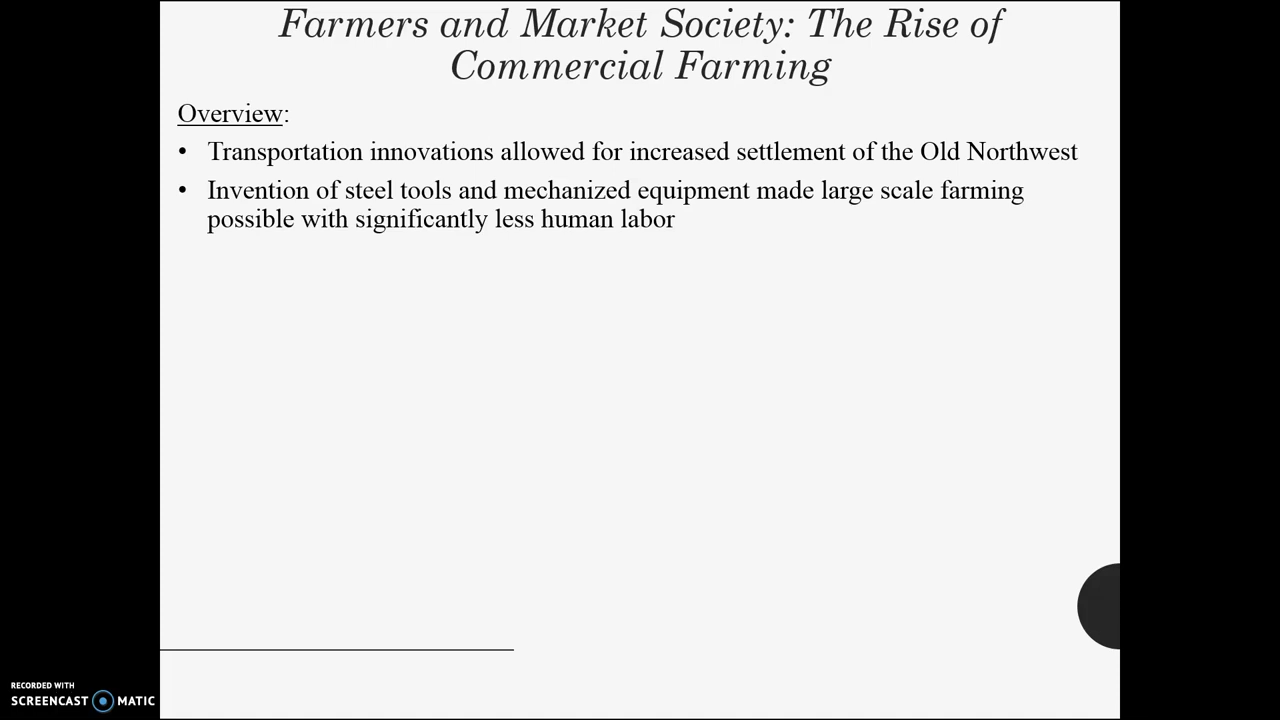 Farmers and Market Society: The Rise of
Commercial Farming
Overview:
• Transportation innovations allowed for increased settlement of the Old Northwest
• Invention of steel tools and mechanized equipment made large scale farming
possible with significantly less human labor
RECORDED WITH
SCREENCAST MATIC